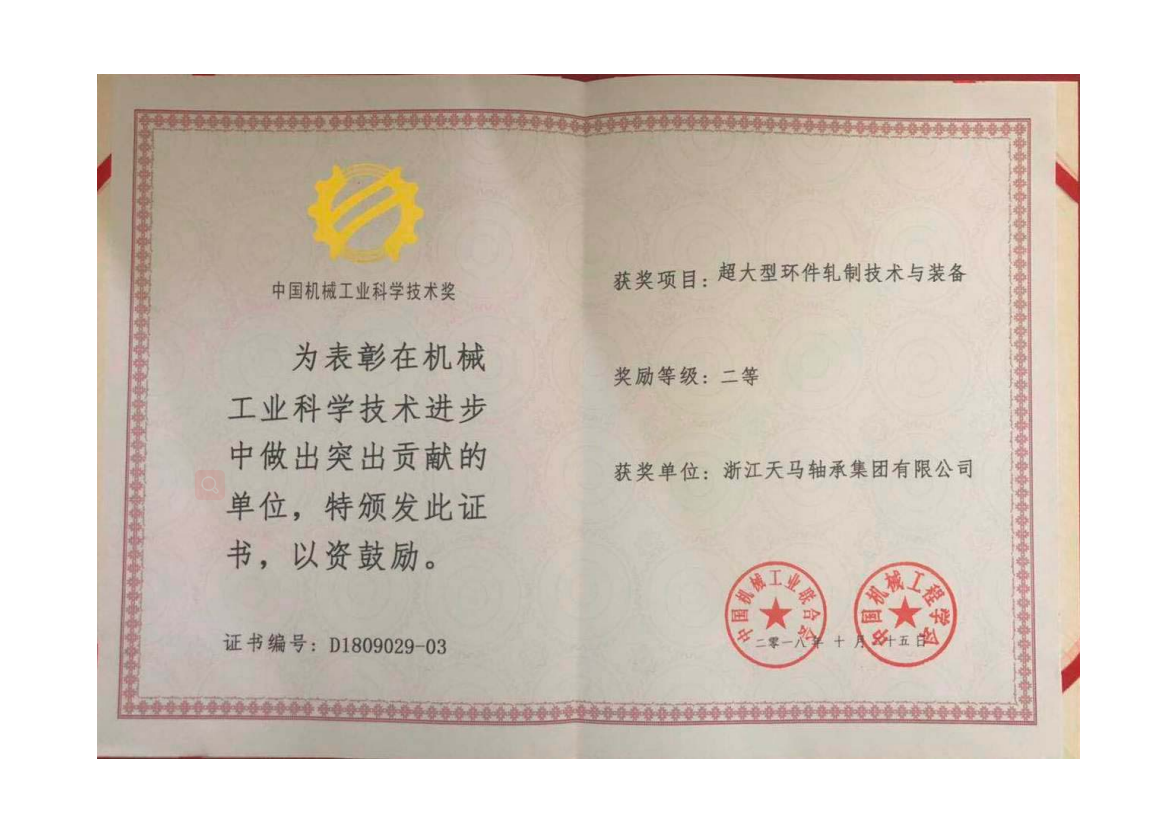 中国机械工业科学技术奖
为表彰在机械
工业科学技术进步
中做出突出贡献的
单位，特颁发此证
书，以资鼓励。
证书编号：D1809029-03
获奖项目：超大型环件轧制技术与装备
奖励等级：二等
获奖单位：浙江天马轴承集团有限公司
中国机械工业联合会
中国机械工程学会
二零一八年 十月二十五日